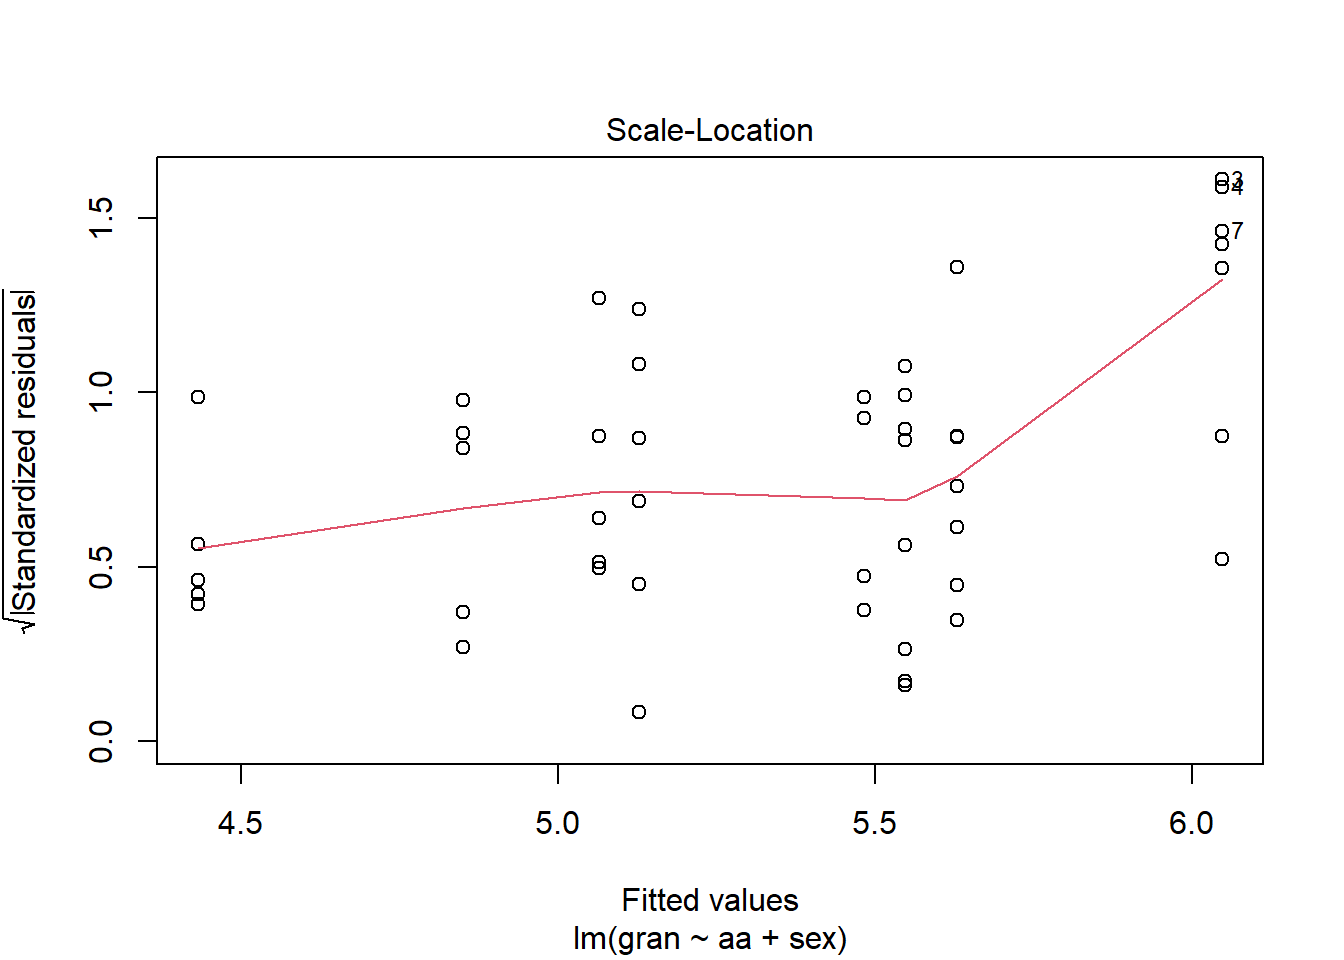 Scale-Location
3
4
7
√|Standardized residuals|
1.5
1.0
0.5
0.0
4.5 5.0 5.5 6.0
Fitted values
lm(gran ~ aa + sex)